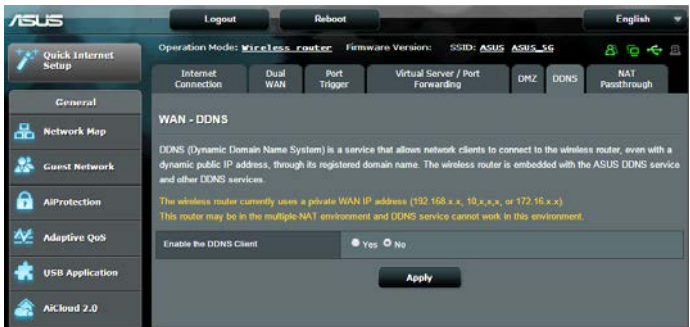 ASUS
Logout
Reboot
English
Quick Internet
Setup
Operation Mode: Wireless router Firmware Version: SSID: ASUS ASUS_5G
Internet
Connection
Dual
WAN
Port
Trigger
Virtual Server / Port
Forwarding
DMZ
DDNS
NAT
Passthrough
General
Network Map
Guest Network
AiProtection
Adaptive QoS
USB Application
AiCloud 2.0
WAN - DDNS
DDNS (Dynamic Domain Name System) is a service that allows network clients to connect to the wireless router, even with a
dynamic public IP address, through its registered domain name. The wireless router is embedded with the ASUS DDNS service
and other DDNS services.
The wireless router currently uses a private WAN IP address (192.168.x.x, 10,x,x,x, or 172.16.x.x).
This router may be in the multiple-NAT environment and DDNS service cannot work in this environment.
Enable the DDNS Client
Yes No
Apply